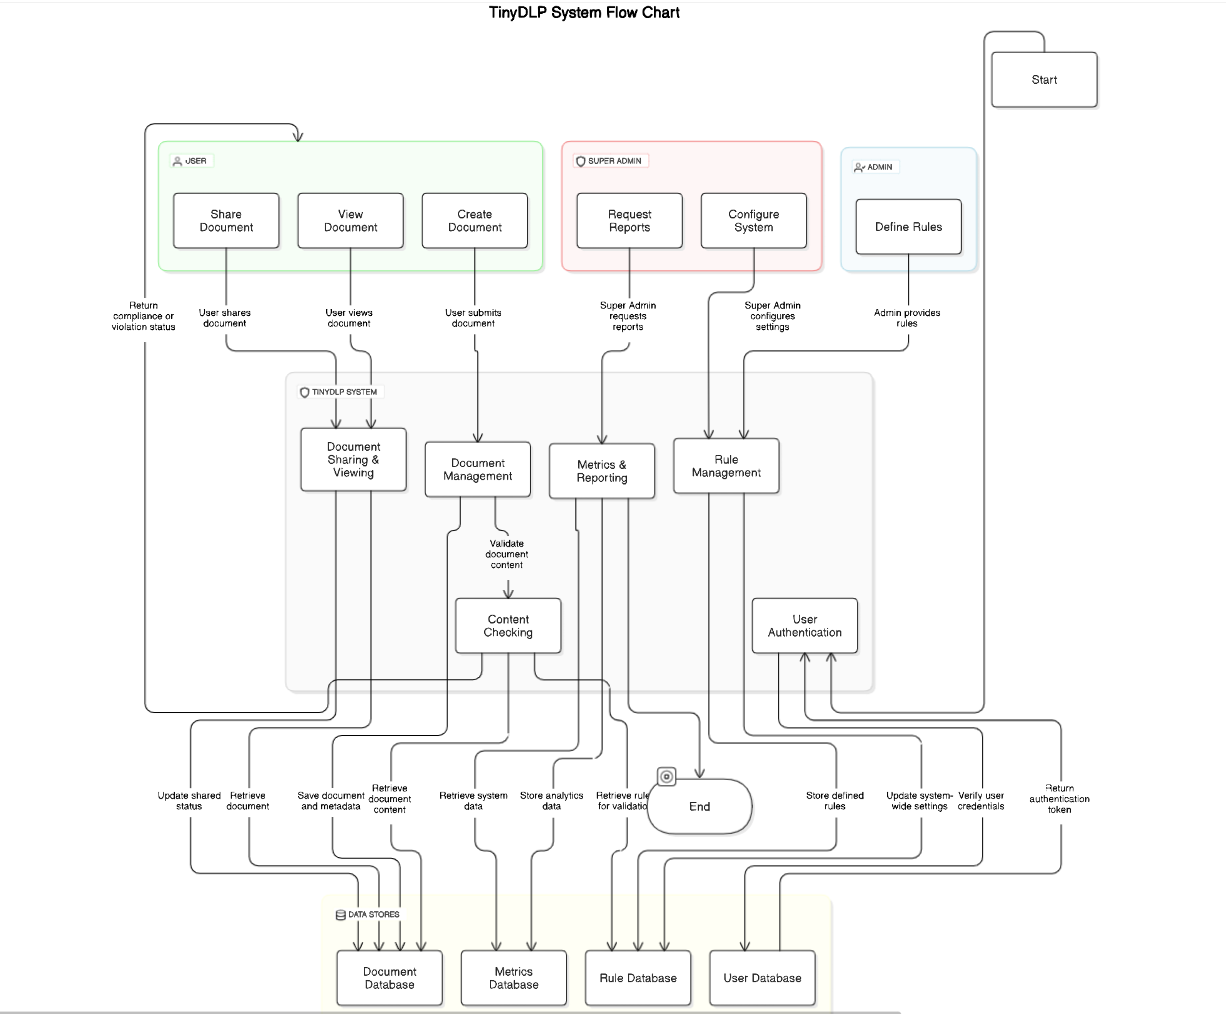 TinyDLP System Flow Chart
Start
USER
SUPER ADMIN
ADMIN
Share
Document
View
Document
Create
Document
Request
Reports
Configure
System
Define Rules
Return
compliance or
violation status
User shares
document
User views
document
User submits
document
Super Admin
requests
reports
Super Admin
configures
settings
Admin provides
rules
TINYDLP SYSTEM
Document
Sharing &
Viewing
Document
Management
Metrics &
Reporting
Rule
Management
Validate
document
content
Content
Checking
User
Authentication
Update shared
status
Retrieve
document
Save document
and metadata
Retrieve
document
content
Retrieve system
data
Store analytics
data
Retrieve rule
for validatio
End
Store defined
rules
Update system-
wide settings
Verify user
credentials
Return
authentication
token
DATA STORES
Document
Database
Metrics
Database
Rule Database
User Database